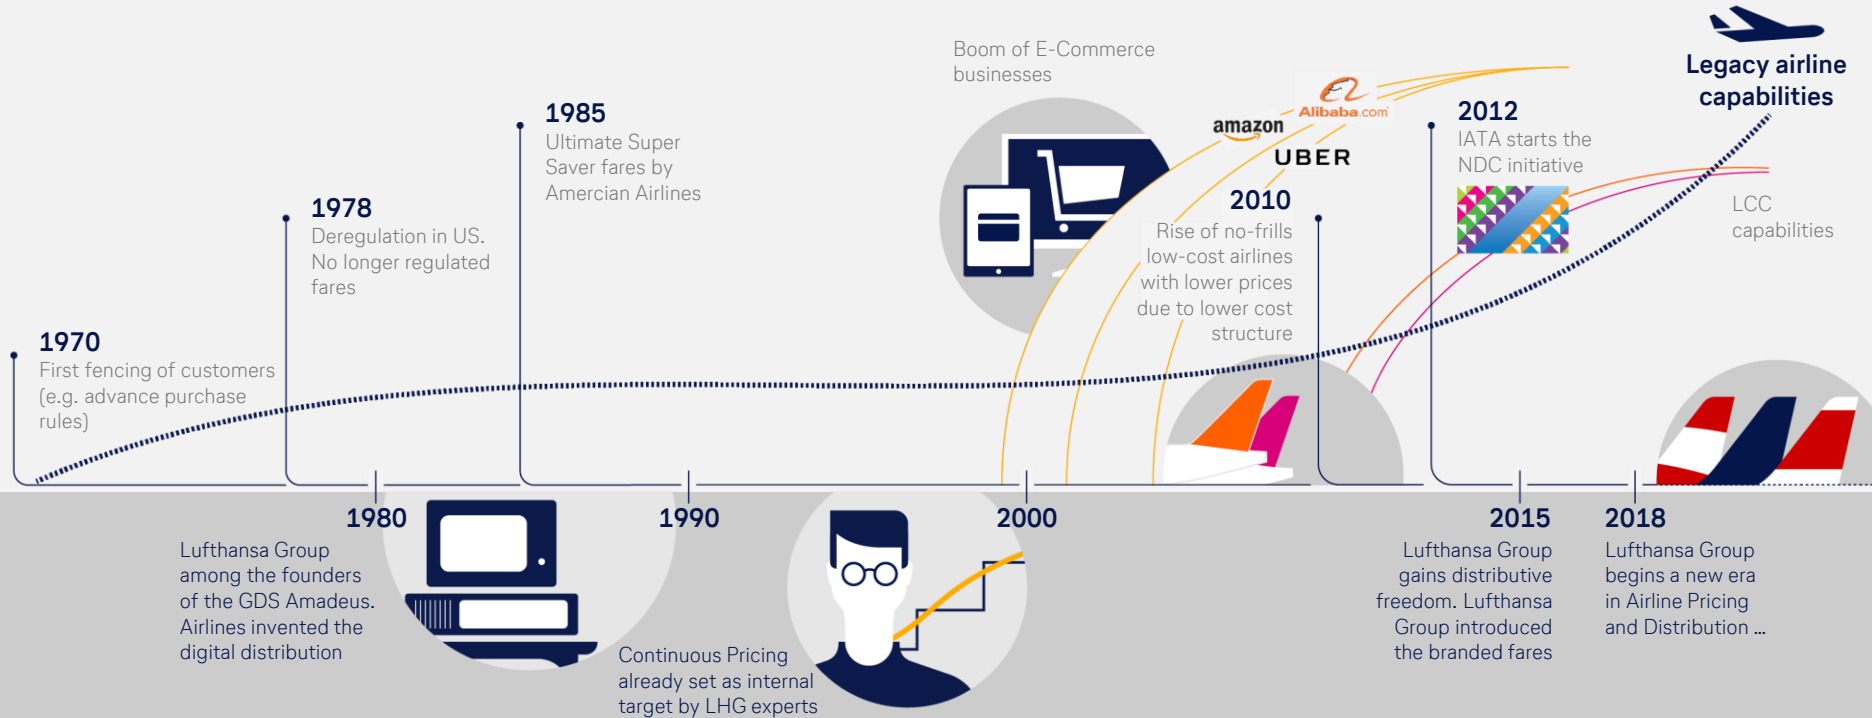 Legacy airline
capabilities
Boom of E-Commerce
businesses
Alibaba.com
amazon
UBER
1985
Ultimate Super
Saver fares by
Amercian Airlines
2012
IATA starts the
NDC initiative
1978
Deregulation in US.
No longer regulated
fares
2010
Rise of no-frills
low-cost airlines
with lower prices
due to lower cost
structure
LCC
capabilities
1970
First fencing of customers
(e.g. advance purchase
rules)
1980
Lufthansa Group
among the founders
of the GDS Amadeus.
Airlines invented the
digital distribution
1990
Continuous Pricing
already set as internal
target by LHG experts
2000
2015
Lufthansa Group
gains distributive
freedom. Lufthansa
Group introduced
the branded fares
2018
Lufthansa Group
begins a new era
in Airline Pricing
and Distribution ...